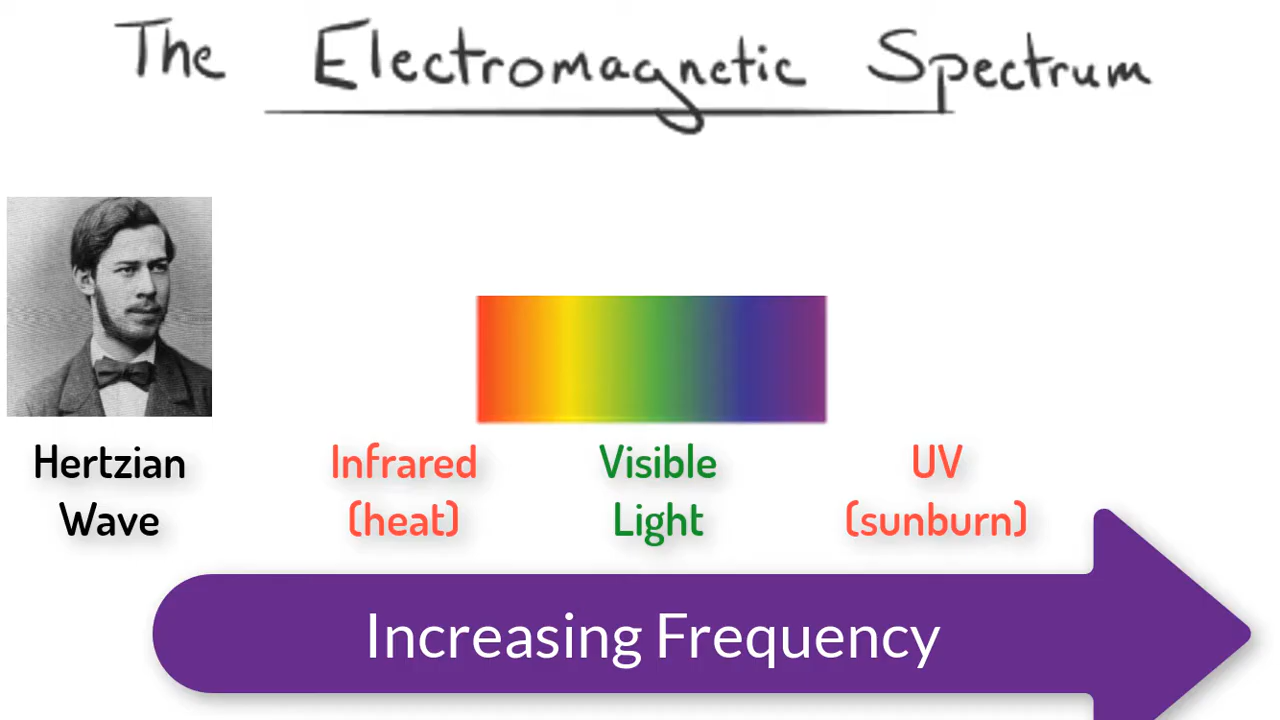 The Electromagnetic Spectrum
Hertzian
Wave
Infrared
(heat)
Visible
Light
UV
(sunburn)
Increasing Frequency